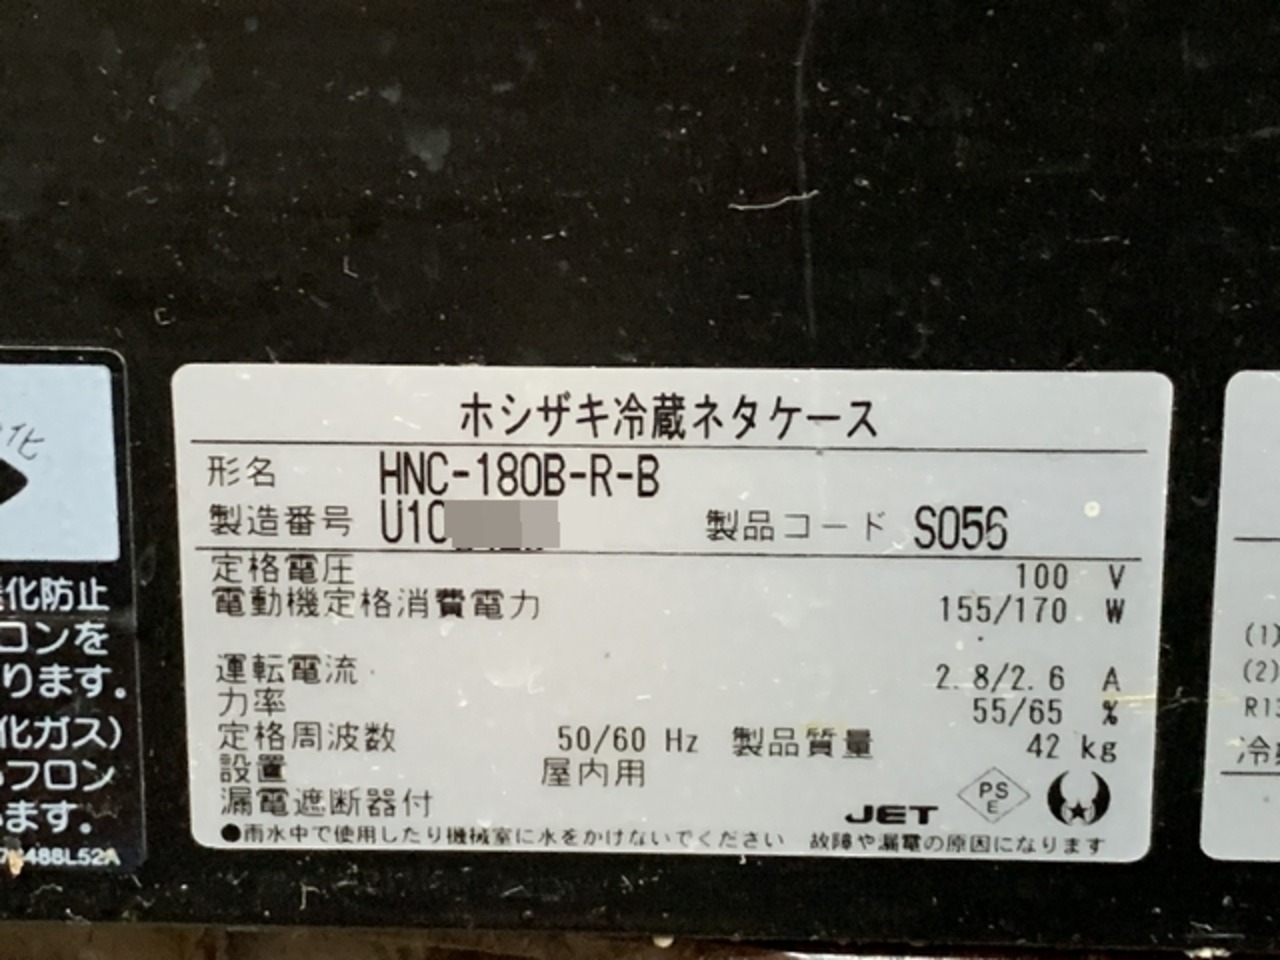 ホシザキ冷蔵ネタケース
形名 HNC-180B-R-B
製造番号 U10 製品コード S056
定格電圧 100 V
電動機定格消費電力 155/170 W
運転電流 2.8/2.6 A
力率 55/65 %
定格周波数 50/60 Hz 製品質量 42 kg
設置 屋内用
漏電遮断器付
JET PSE
●雨水中で使用したり機械室に水をかけないでください 故障や漏電の原因になります
化
化防止
コンを
ります。
化ガス)
フロン
ます。
488L52A
(1)
(2)
R13
冷